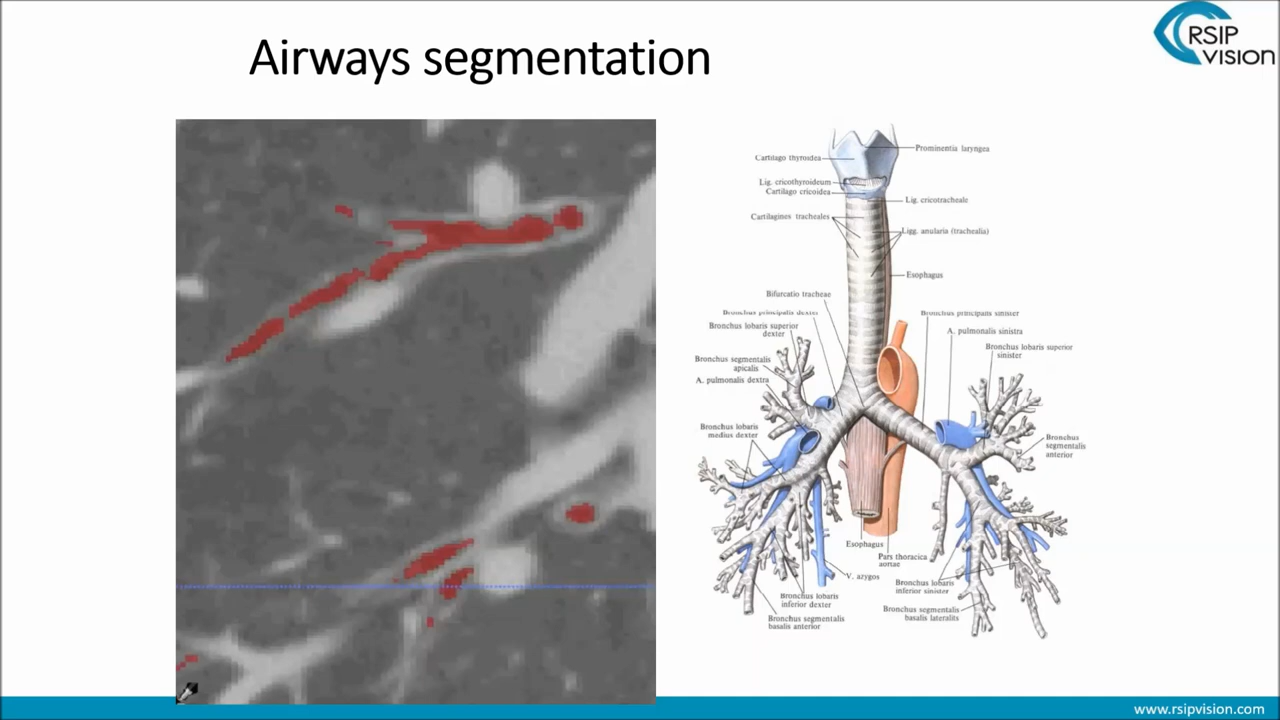 Airways segmentation
RSIP
VISION
Cartilago thyroidea
Prominentia laryngea
Lig. cricothyroideum
Cartilago cricoidea
Lig. cricotracheale
Cartilagines tracheales
Ligg. anularia (trachealia)
Esophagus
Bifurcatio tracheae
Bronchus principalis dexter
Bronchus principalis sinister
Bronchus lobaris superior
dexter
A. pulmonalis sinistra
Bronchus lobaris superior
sinister
Bronchus segmentalis
apicalis
A. pulmonalis dextra
Bronchus lobaris
medius dexter
Bronchus
segmentalis
anterior
Esophagus
Pars thoracica
aortae
V. azygos
Bronchus lobaris
inferior sinister
Bronchus lobaris
inferior dexter
Bronchus segmentalis
basalis lateralits
Bronchus segmentalis
basalis anterior
www.rsipvision.com